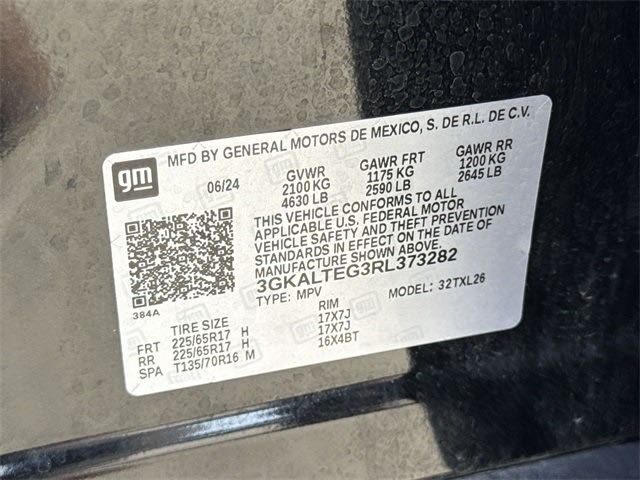 gm
MFD BY GENERAL MOTORS DE MEXICO, S. DE R.L. DE C.V.
06/24 GVWR GAWR FRT GAWR RR
2100 KG 1175 KG 1200 KG
4630 LB 2590 LB 2645 LB
THIS VEHICLE CONFORMS TO ALL
APPLICABLE U.S. FEDERAL MOTOR
VEHICLE SAFETY AND THEFT PREVENTION
STANDARDS IN EFFECT ON THE DATE OF
MANUFACTURE SHOWN ABOVE.
3GKALTEG3RL373282
TYPE: MPV MODEL: 32TXL26
384A
TIRE SIZE RIM
FRT 225/65R17 H 17X7J
RR 225/65R17 H 17X7J
SPA T135/70R16 M 16X4BT